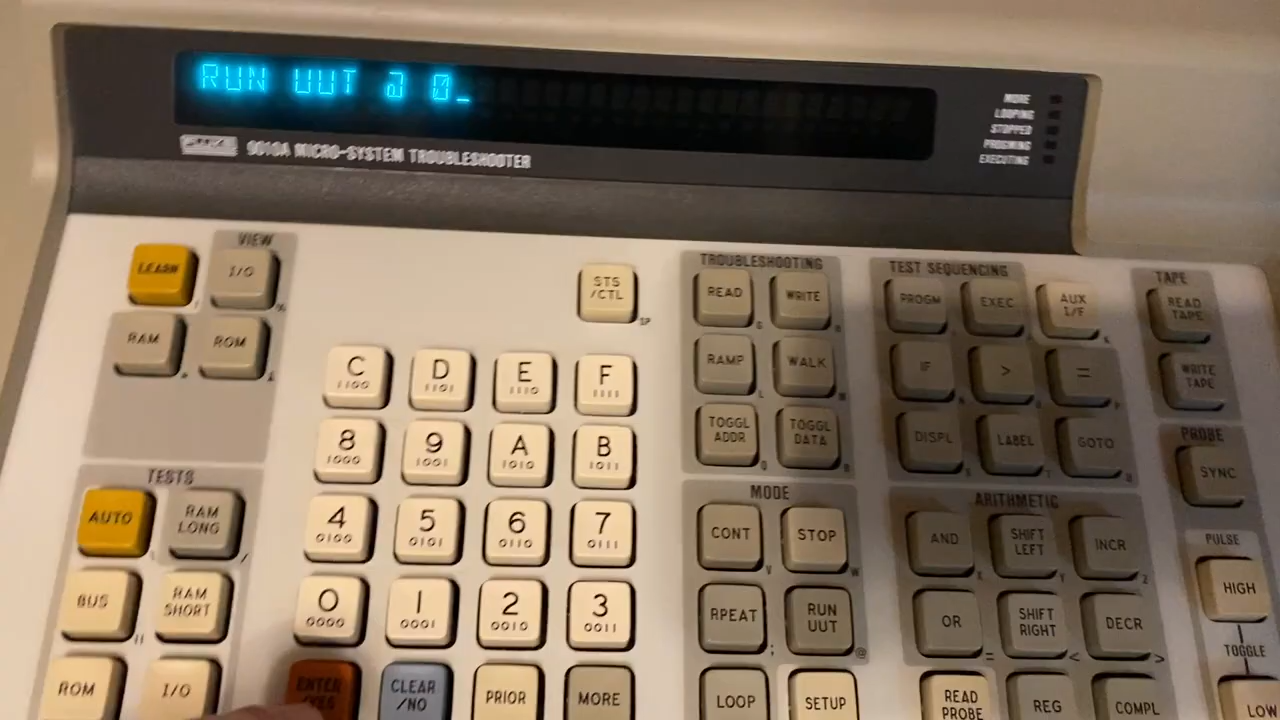 RUN UUT @ 0_
MORE
LOOPING
STOPPED
PROGMING
EXECUTING
FLUKE 9010A MICRO-SYSTEM TROUBLESHOOTER
VIEW
LEARN
I/O
RAM
ROM
STS
/CTL
SP
C
1100
D
1101
E
1110
F
1111
8
1000
9
1001
A
1010
B
1011
4
0100
5
0101
6
0110
7
0111
0
0000
1
0001
2
0010
3
0011
ENTER
/YES
CLEAR
/NO
PRIOR
MORE
TESTS
AUTO
RAM
LONG
BUS
RAM
SHORT
ROM
I/O
TROUBLESHOOTING
READ
WRITE
RAMP
WALK
TOGGL
ADDR
TOGGL
DATA
MODE
CONT
STOP
RPEAT
RUN
UUT
@
LOOP
SETUP
TEST SEQUENCING
PROGM
EXEC
AUX
I/F
IF
>
=
DISPL
LABEL
GOTO
ARITHMETIC
AND
SHIFT
LEFT
INCR
OR
SHIFT
RIGHT
DECR
=
<
>
READ
PROBE
REG
COMPL
TAPE
READ
TAPE
WRITE
TAPE
PROBE
SYNC
PULSE
HIGH
TOGGLE
LOW